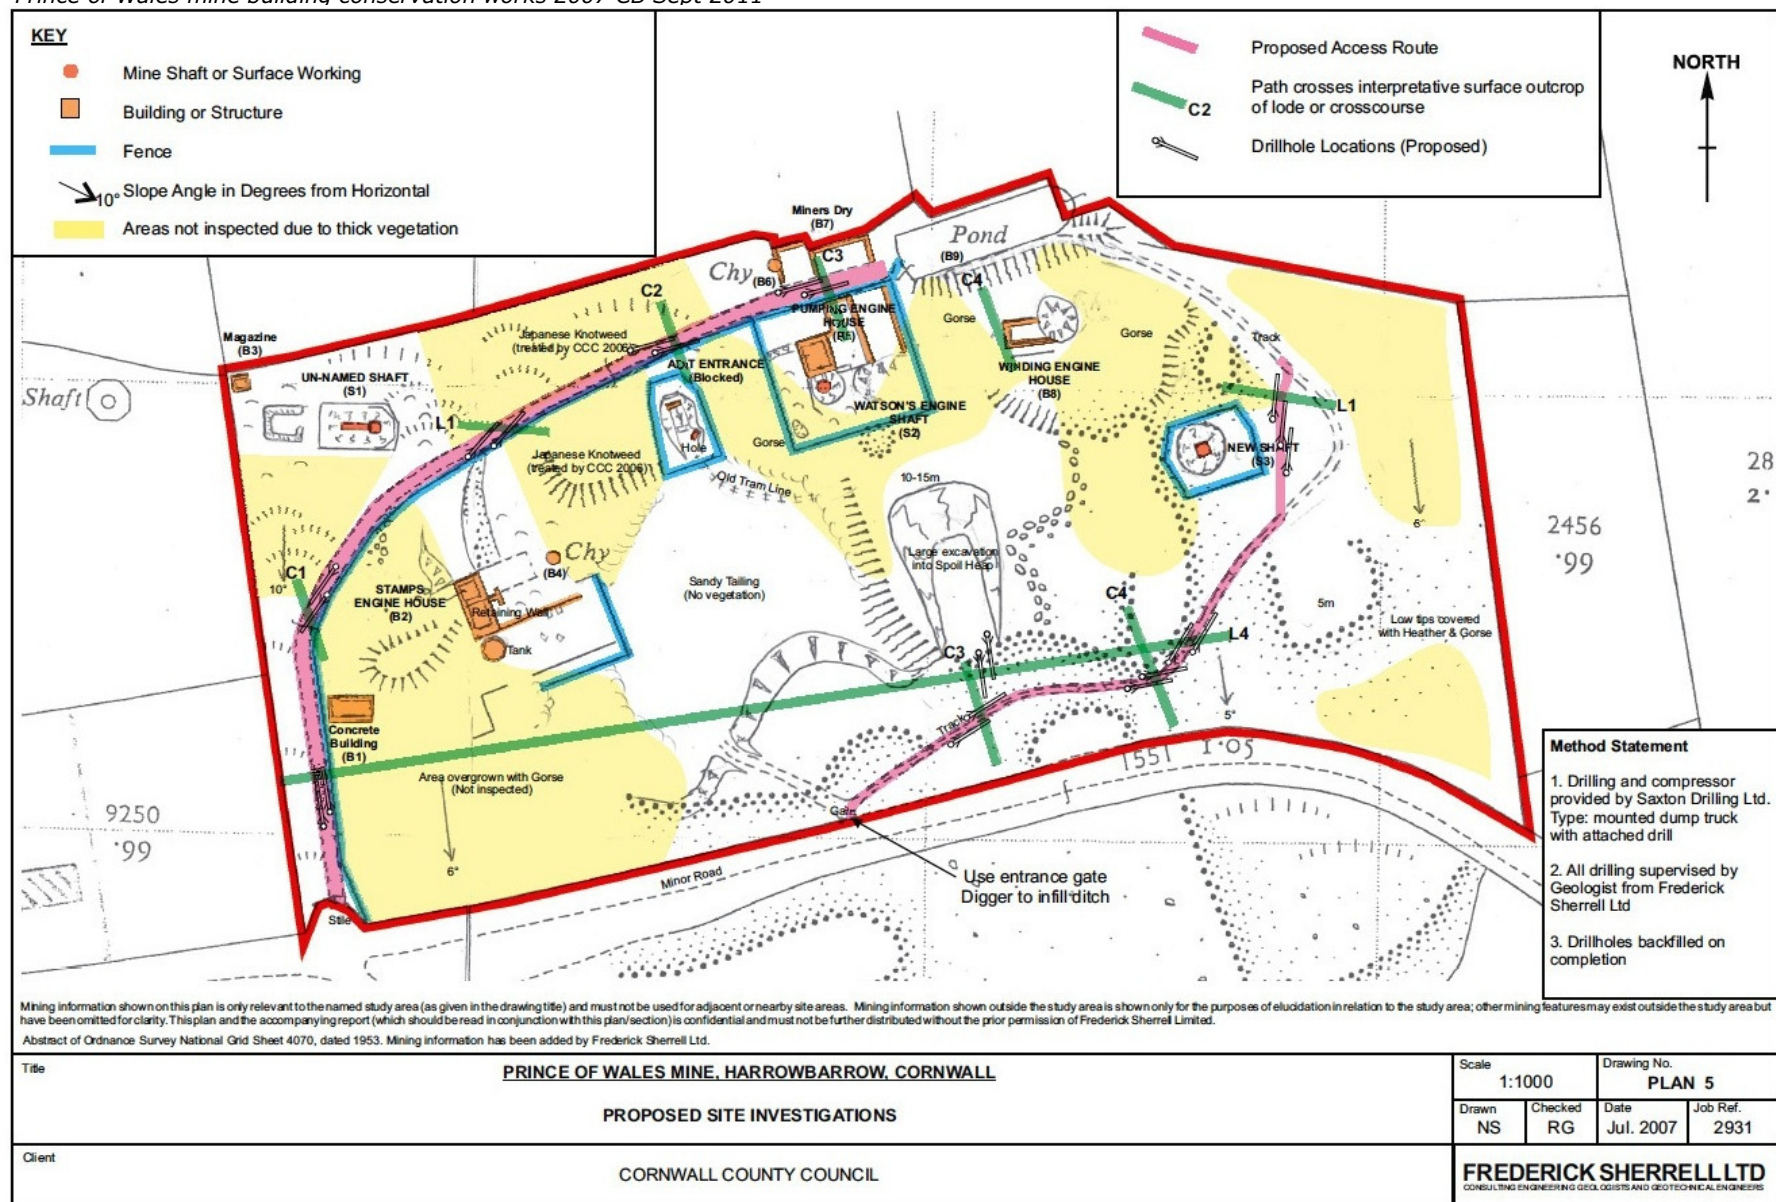 Prince of Wales mine building conservation works 2009 CB Sept 2011
KEY
Mine Shaft or Surface Working
Building or Structure
Fence
10° Slope Angle in Degrees from Horizontal
Areas not inspected due to thick vegetation
Proposed Access Route
Path crosses interpretative surface outcrop
of lode or crosscourse
C2
Drillhole Locations (Proposed)
NORTH
Miners Dry
(B7)
Pond
(B9)
Chy
(B6)
C3
C4
C2
PUMPING ENGINE
HOUSE
Gorse
Gorse
Track
Magazine
(B3)
Japanese Knotweed
(treated by CCC 2006)
ADIT ENTRANCE
(Blocked)
UN-NAMED SHAFT
(S1)
Shaft
WINDING ENGINE
HOUSE
(B8)
WATSON'S ENGINE
SHAFT
(S2)
L1
L1
Hole
Gorse
Japanese Knotweed
(treated by CCC 2006)
NEW SHAFT
(S3)
Old Tram Line
10-15m
28
2.
6°
2456
.99
Chy
(B4)
Large excavation
into Spoil Heap
Sandy Tailing
(No vegetation)
C1
10°
STAMPS
ENGINE HOUSE
(B2)
Retaining Wall
Tank
C4
5m
Low tips covered
with Heather & Gorse
L4
C3
Track
5°
Concrete
Building
(B1)
Area overgrown with Gorse
(Not inspected)
1551
1.05
f
9250
.99
Gate
6°
Minor Road
Use entrance gate
Digger to infill ditch
Stile
Method Statement
1. Drilling and compressor
provided by Saxton Drilling Ltd.
Type: mounted dump truck
with attached drill
2. All drilling supervised by
Geologist from Frederick
Sherrell Ltd
3. Drillholes backfilled on
completion
Mining information shown on this plan is only relevant to the named study area (as given in the drawing title) and must not be used for adjacent or nearby site areas. Mining information shown outside the study area is shown only for the purposes of elucidation in relation to the study area; other mining features may exist outside the study area but
have been omitted for clarity. This plan and the accompanying report (which should be read in conjunction with this plan/section) is confidential and must not be further distributed without the prior permission of Frederick Sherrell Limited.
Abstract of Ordnance Survey National Grid Sheet 4070, dated 1953. Mining information has been added by Frederick Sherrell Ltd.
Title
PRINCE OF WALES MINE, HARROWBARROW, CORNWALL
PROPOSED SITE INVESTIGATIONS
Scale
1:1000
Drawing No.
PLAN 5
Drawn
NS
Checked
RG
Date
Jul. 2007
Job Ref.
2931
Client
CORNWALL COUNTY COUNCIL
FREDERICK SHERRELL LTD
CONSULTING ENGINEERING GEOLOGISTS AND GEOTECHNICAL ENGINEERS